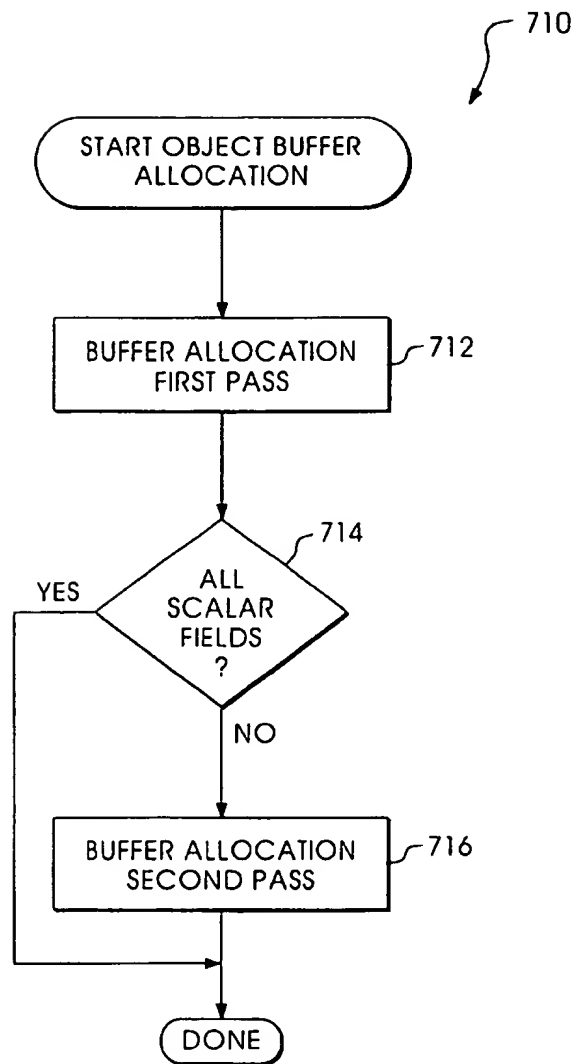 710
START OBJECT BUFFER
ALLOCATION
BUFFER ALLOCATION
FIRST PASS
712
714
YES
ALL
SCALAR
FIELDS
?
NO
BUFFER ALLOCATION
SECOND PASS
716
DONE